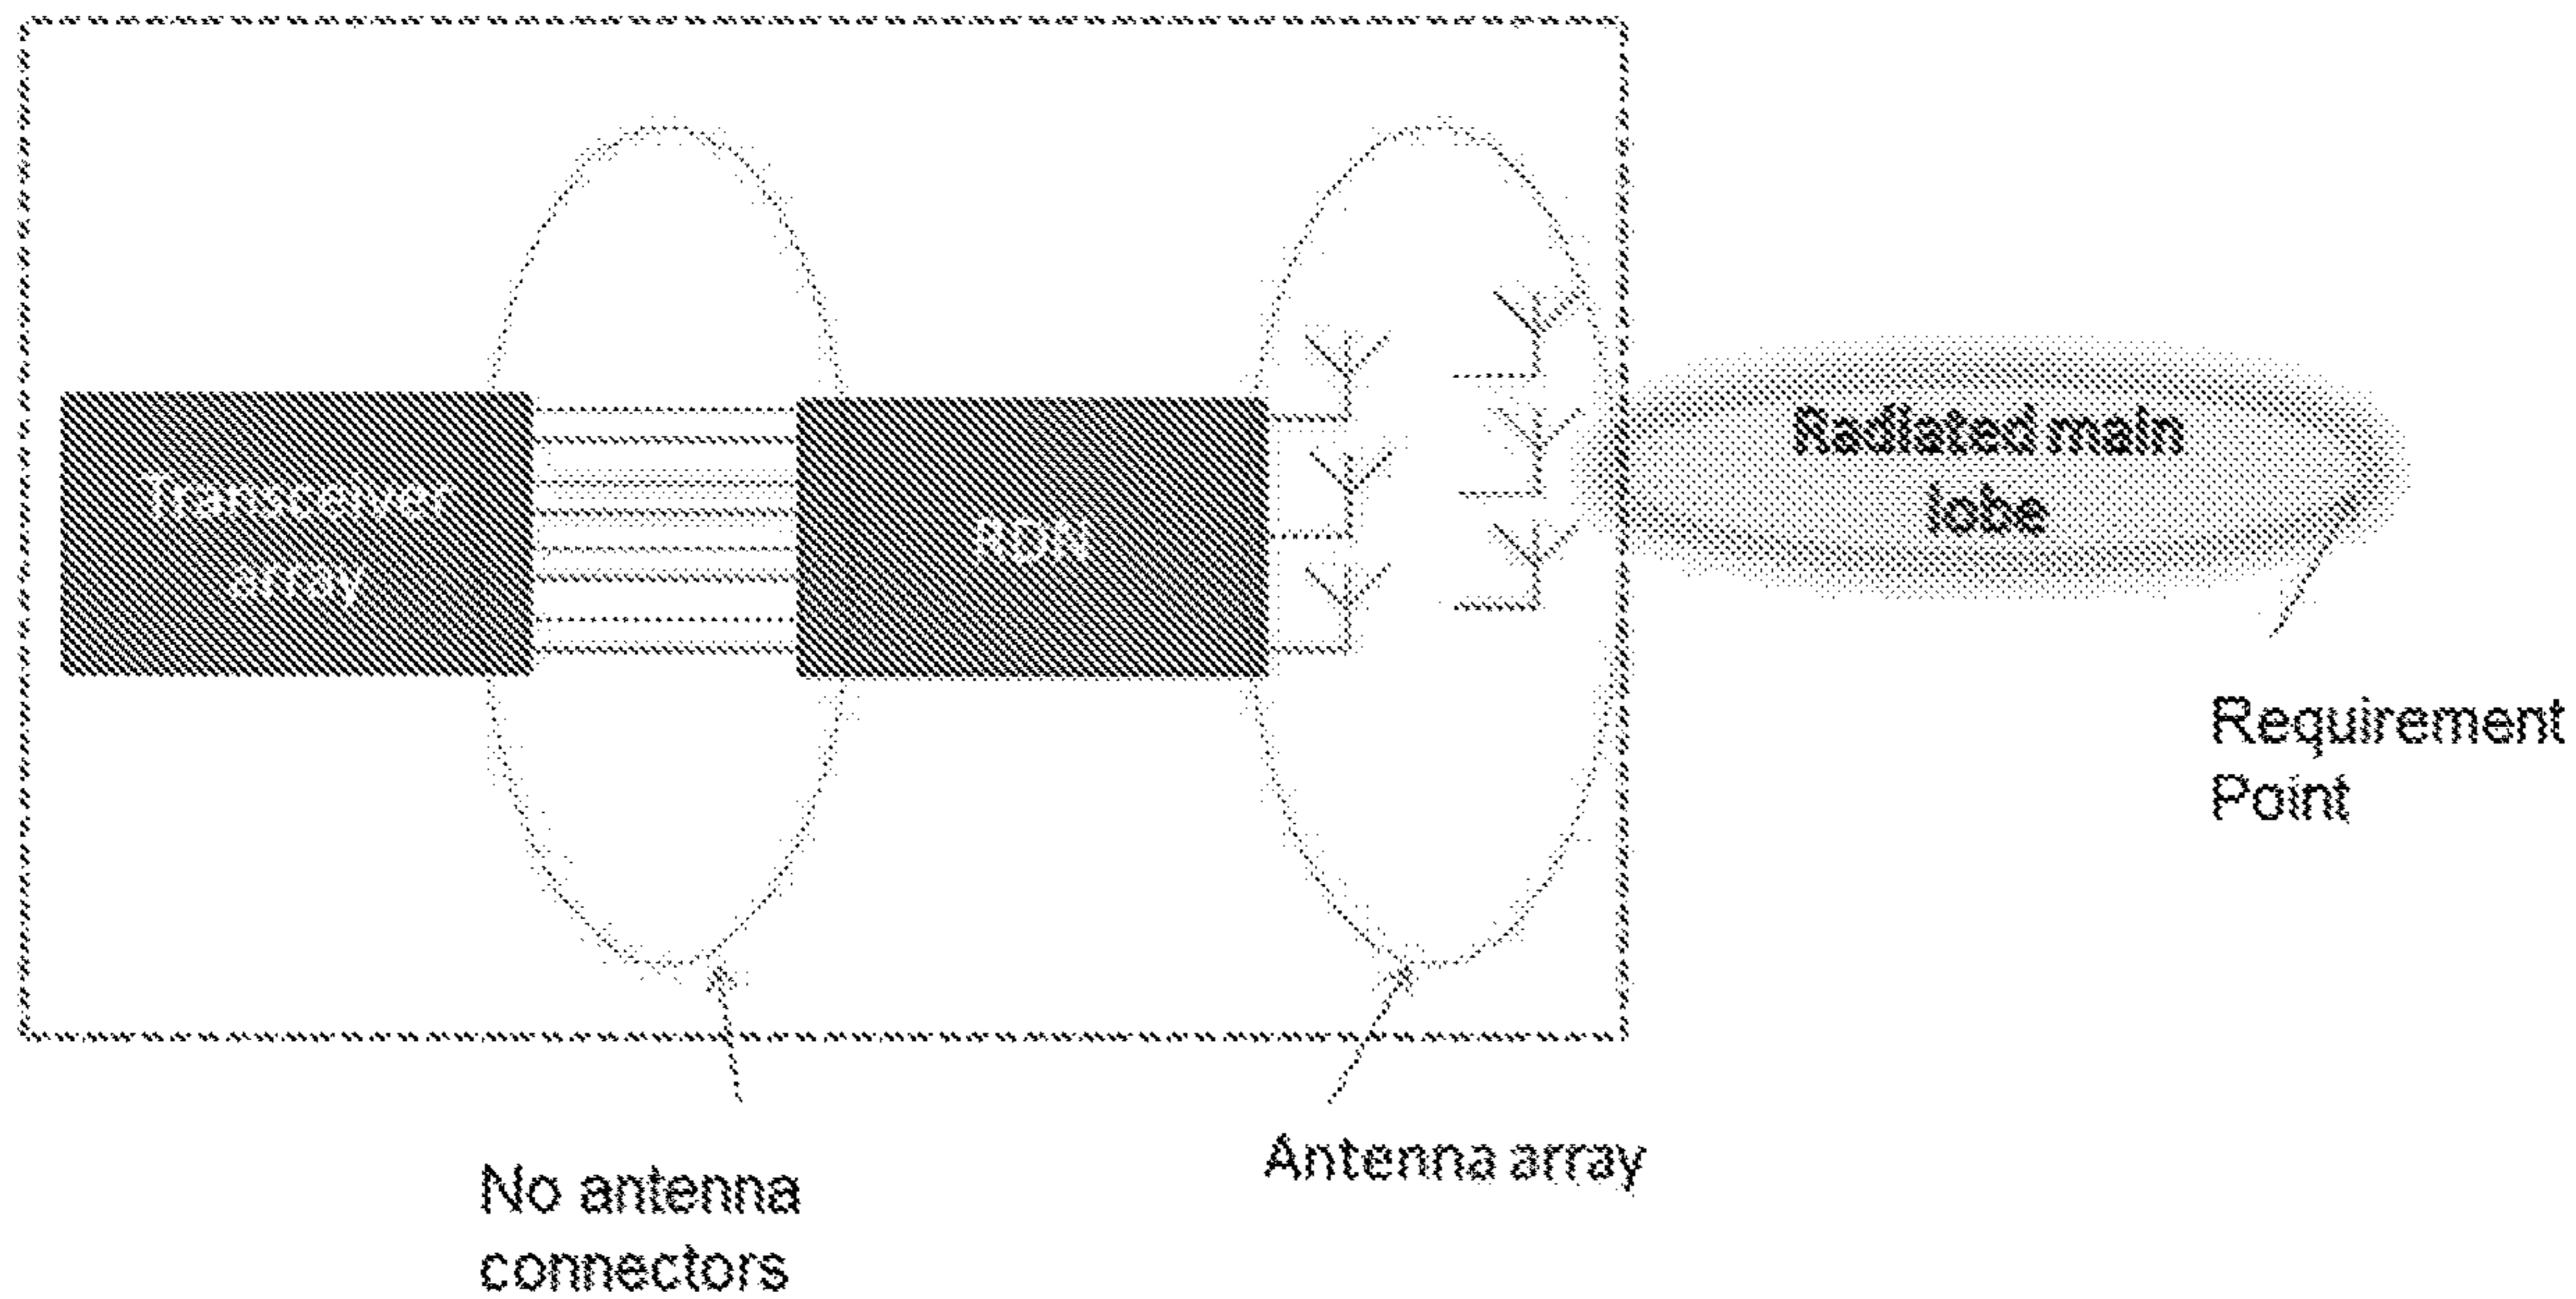 Transceiver
array
RDN
Radiated main
lobe
Requirement
Point
No antenna
connectors
Antenna array